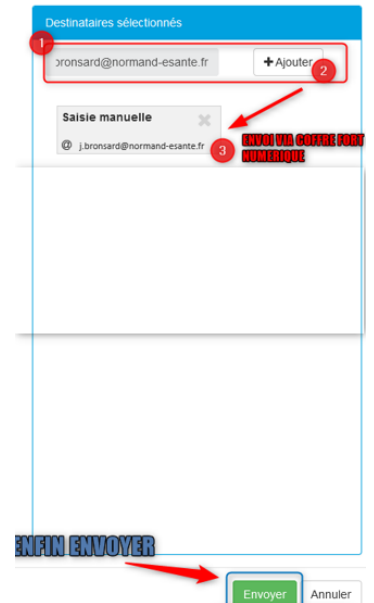 Destinataires sélectionnés
1
bronsard@normand-esante.fr
+Ajouter
2
Saisie manuelle
@ j.bronsard@normand-esante.fr
3
ENVOI VIA COFFRE FORT
NUMERIQUE
ENFIN ENVOYER
Envoyer
Annuler